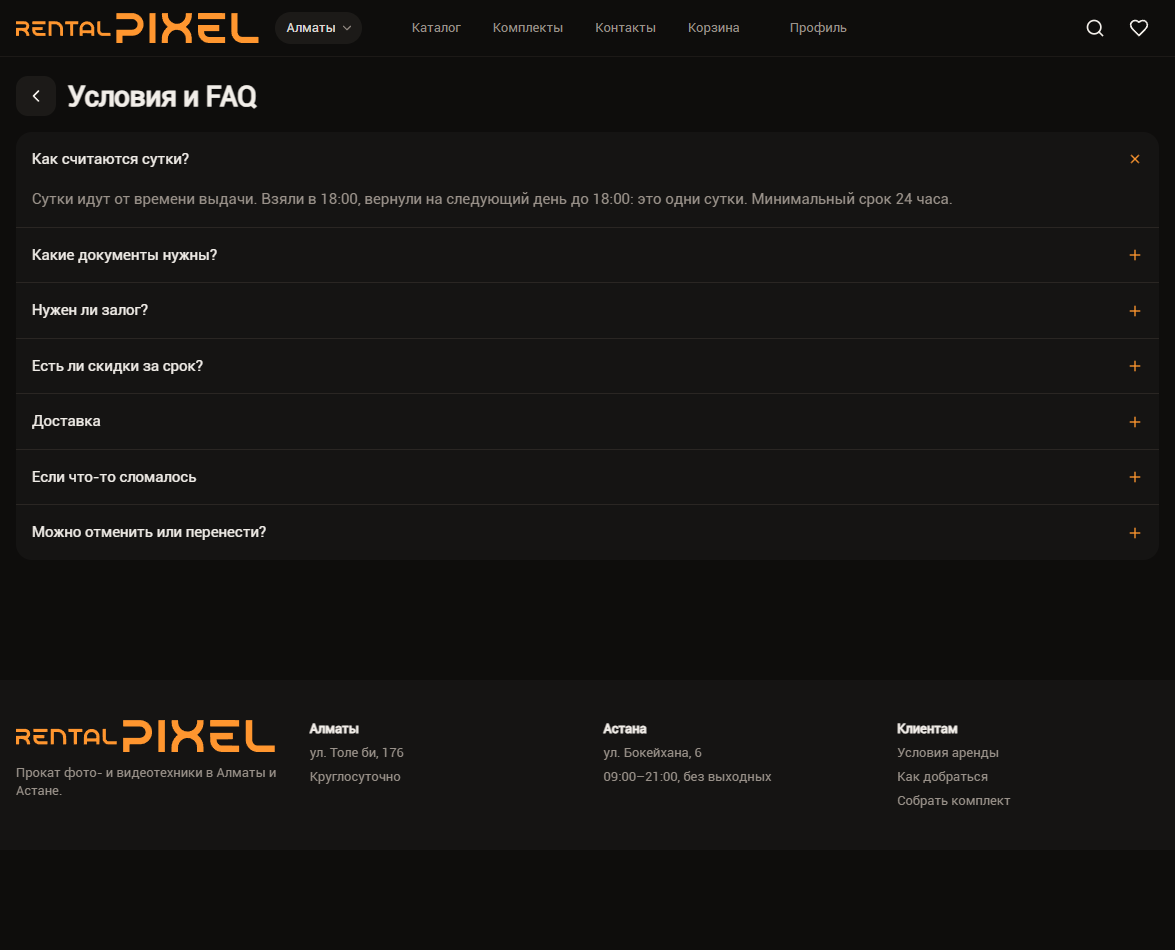 RENTAL PIXEL Алматы Каталог Комплекты Контакты Корзина Профиль
Условия и FAQ
Как считаются сутки?
Сутки идут от времени выдачи. Взяли в 18:00, вернули на следующий день до 18:00: это одни сутки. Минимальный срок 24 часа.
Какие документы нужны?
Нужен ли залог?
Есть ли скидки за срок?
Доставка
Если что-то сломалось
Можно отменить или перенести?
RENTAL PIXEL
Прокат фото- и видеотехники в Алматы и
Астане.
Алматы
ул. Толе би, 176
Круглосуточно
Астана
ул. Бокейхана, 6
09:00–21:00, без выходных
Клиентам
Условия аренды
Как добраться
Собрать комплект